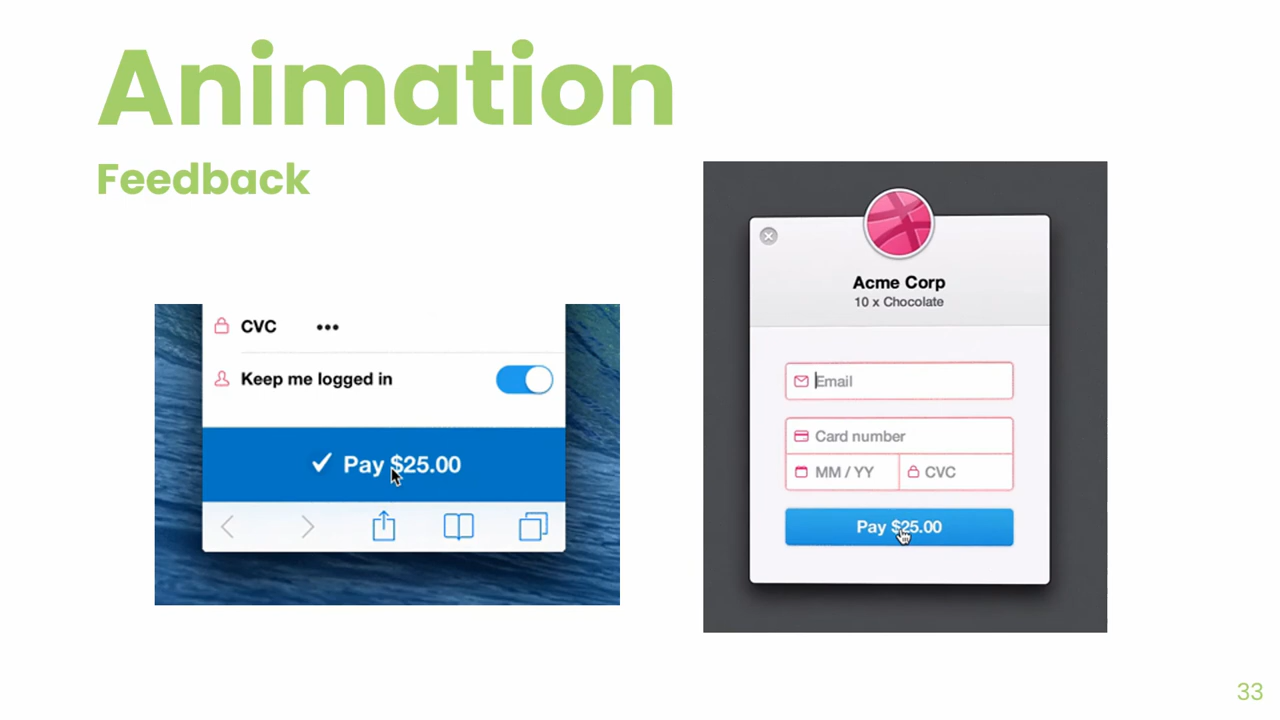 Animation
Feedback
CVC •••
Keep me logged in
✓ Pay $25.00
Acme Corp
10 x Chocolate
Email
Card number
MM / YY
CVC
Pay $25.00
33